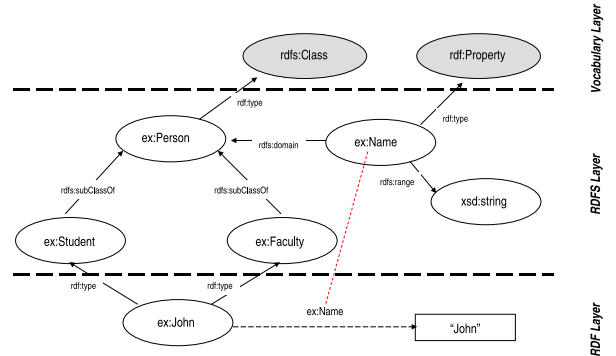 Vocabulary Layer
rdfs:Class
rdf:Property
rdf:type
rdf:type
ex:Person
rdfs:domain
ex:Name
RDFS Layer
rdfs:subClassOf
rdfs:subClassOf
rdfs:range
xsd:string
ex:Student
ex:Faculty
rdf:type
rdf:type
ex:Name
ex:John
"John"
RDF Layer